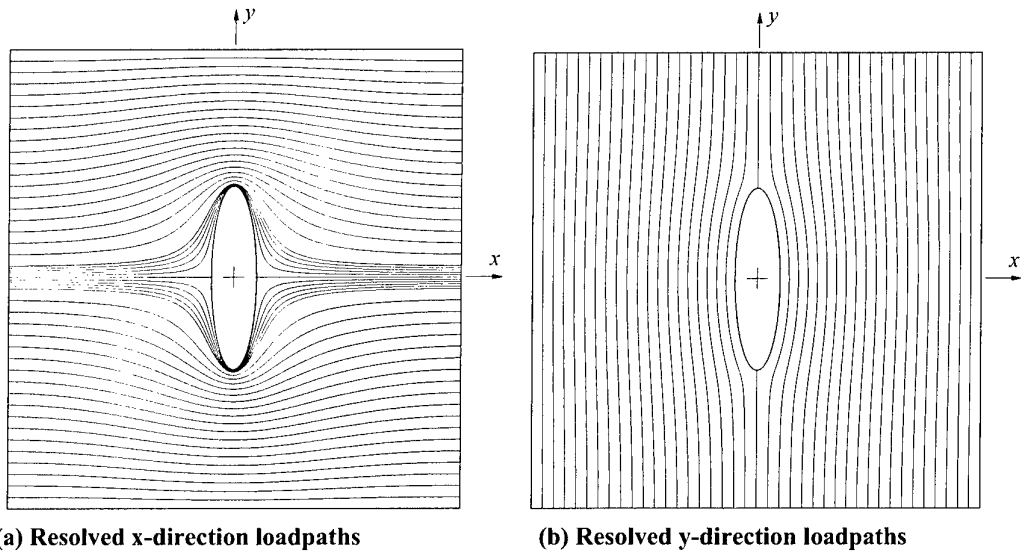 y
y
x
x
(a) Resolved x-direction loadpaths
(b) Resolved y-direction loadpaths